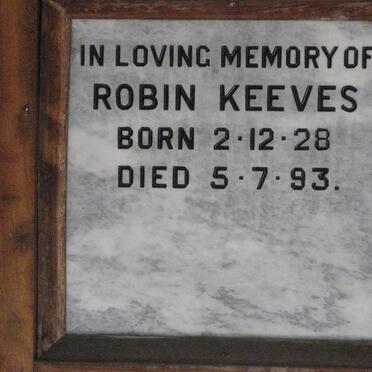 IN LOVING MEMORY OF
ROBIN KEEVES
BORN 2·12·28
DIED 5·7·93.